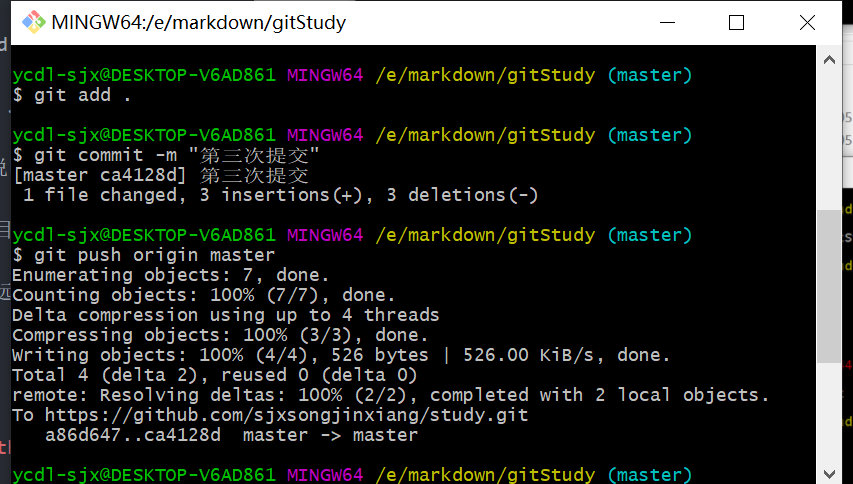 MINGW64:/e/markdown/gitStudy
ycdl-sjx@DESKTOP-V6AD861 MINGW64 /e/markdown/gitStudy (master)
$ git add .
ycdl-sjx@DESKTOP-V6AD861 MINGW64 /e/markdown/gitStudy (master)
$ git commit -m "第三次提交"
[master ca4128d] 第三次提交
1 file changed, 3 insertions(+), 3 deletions(-)
ycdl-sjx@DESKTOP-V6AD861 MINGW64 /e/markdown/gitStudy (master)
$ git push origin master
Enumerating objects: 7, done.
Counting objects: 100% (7/7), done.
Delta compression using up to 4 threads
Compressing objects: 100% (3/3), done.
Writing objects: 100% (4/4), 526 bytes | 526.00 KiB/s, done.
Total 4 (delta 2), reused 0 (delta 0)
remote: Resolving deltas: 100% (2/2), completed with 2 local objects.
To https://github.com/sjxsongjinxiang/study.git
a86d647..ca4128d  master -> master
ycdl-sjx@DESKTOP-V6AD861 MINGW64 /e/markdown/gitStudy (master)